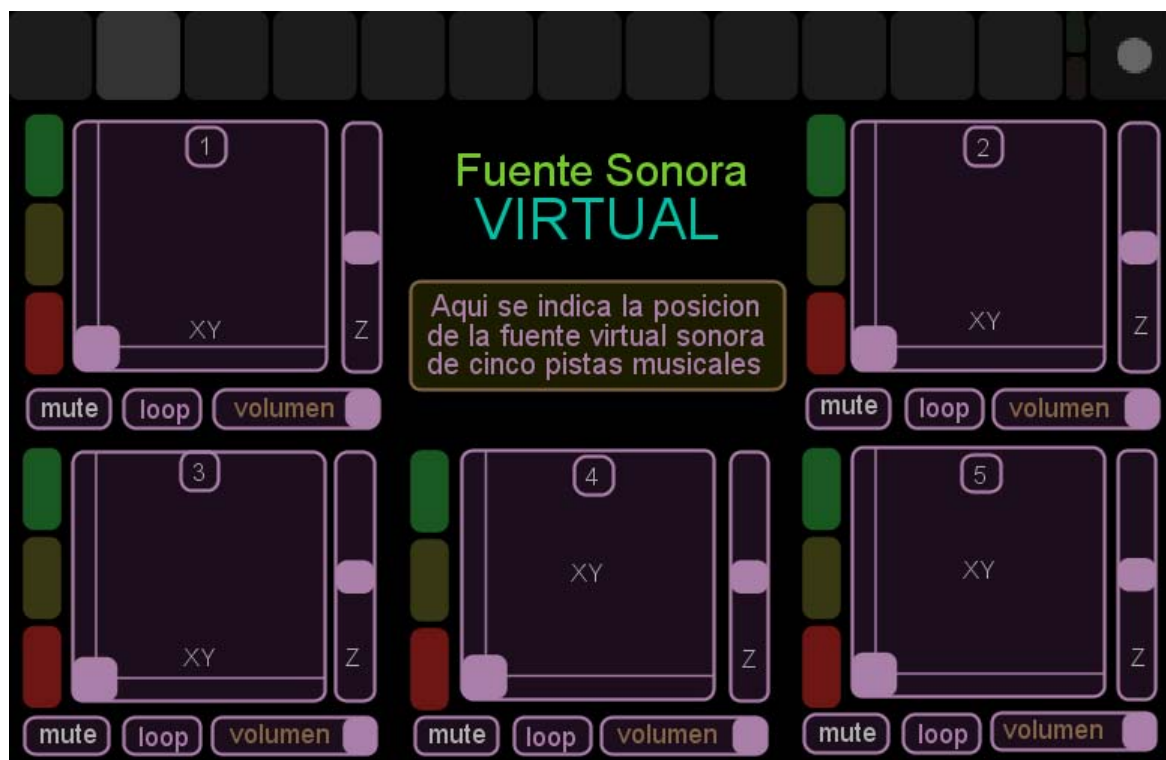 1
2
Fuente Sonora
VIRTUAL
Aqui se indica la posicion
de la fuente virtual sonora
de cinco pistas musicales
XY
Z
XY
Z
mute loop volumen
mute loop volumen
3
4
5
XY
XY
XY
Z
Z
Z
mute loop volumen
mute loop volumen
mute loop volumen